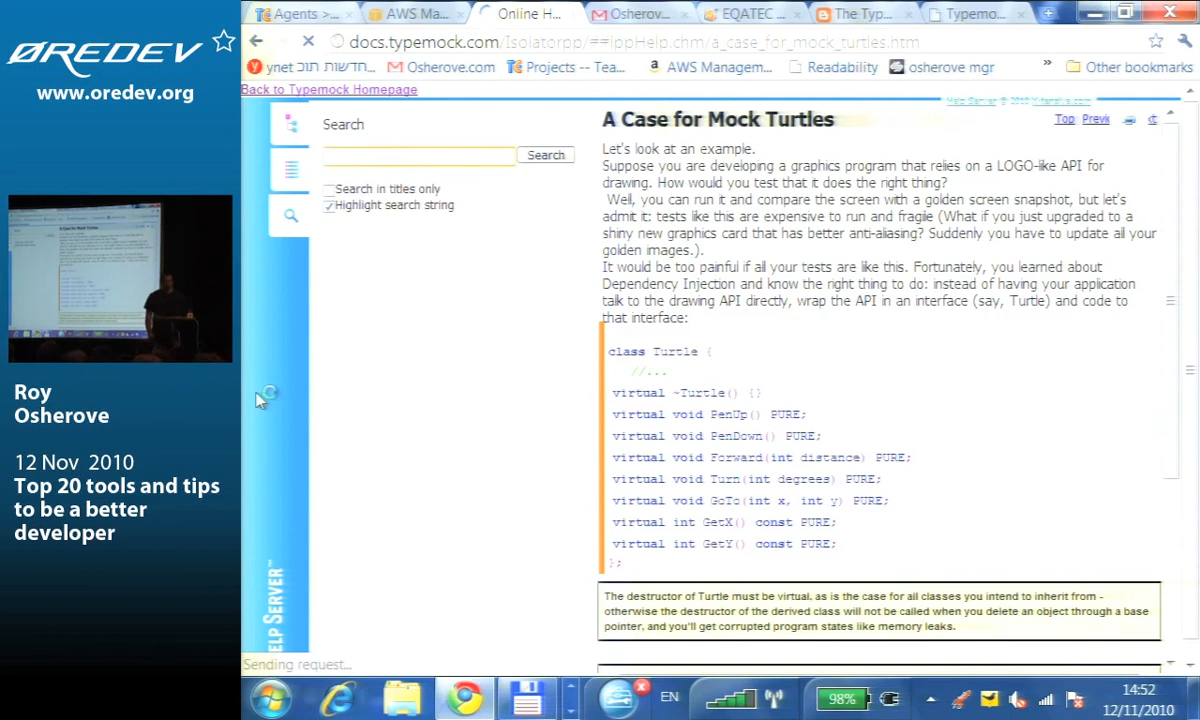 ØREDEV
www.oredev.org
Roy
Osherove
12 Nov 2010
Top 20 tools and tips
to be a better
developer
Agents >...
AWS Ma...
Online H...
Osherov...
EQATEC ...
The Typ...
Typemo...
docs.typemock.com/Isolatorpp/==ippHelp.chm/a_case_for_mock_turtles.htm
ynet חדשות תוכ...
Osherove.com
Projects -- Tea...
AWS Managem...
Readability
osherove mgr
»
Other bookmarks
Back to Typemock Homepage
Top
Search
Search
Search in titles only
Highlight search string
ELP SERVER™
A Case for Mock Turtles
Let's look at an example.
Suppose you are developing a graphics program that relies on a LOGO-like API for
drawing. How would you test that it does the right thing?
Well, you can run it and compare the screen with a golden screen snapshot, but let's
admit it: tests like this are expensive to run and fragile (What if you just upgraded to a
shiny new graphics card that has better anti-aliasing? Suddenly you have to update all your
golden images.).
It would be too painful if all your tests are like this. Fortunately, you learned about
Dependency Injection and know the right thing to do: instead of having your application
talk to the drawing API directly, wrap the API in an interface (say, Turtle) and code to
that interface:
class Turtle {
//...
virtual ~Turtle() {}
virtual void PenUp() PURE;
virtual void PenDown() PURE;
virtual void Forward(int distance) PURE;
virtual void Turn(int degrees) PURE;
virtual void GoTo(int x, int y) PURE;
virtual int GetX() const PURE;
virtual int GetY() const PURE;
};
The destructor of Turtle must be virtual, as is the case for all classes you intend to inherit from -
otherwise the destructor of the derived class will not be called when you delete an object through a base
pointer, and you'll get corrupted program states like memory leaks.
Sending request...
EN
98%
14:52
12/11/2010